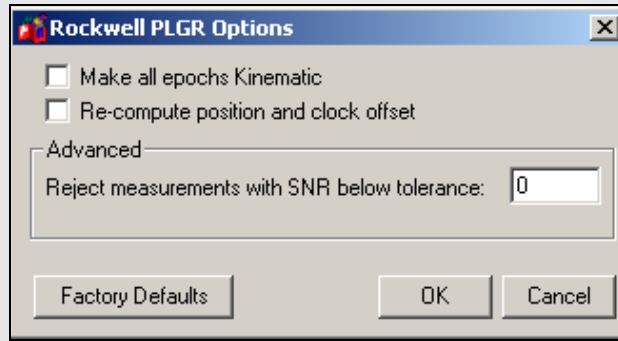 Rockwell PLGR Options
Make all epochs Kinematic
Re-compute position and clock offset
Advanced
Reject measurements with SNR below tolerance: 0
Factory Defaults OK Cancel